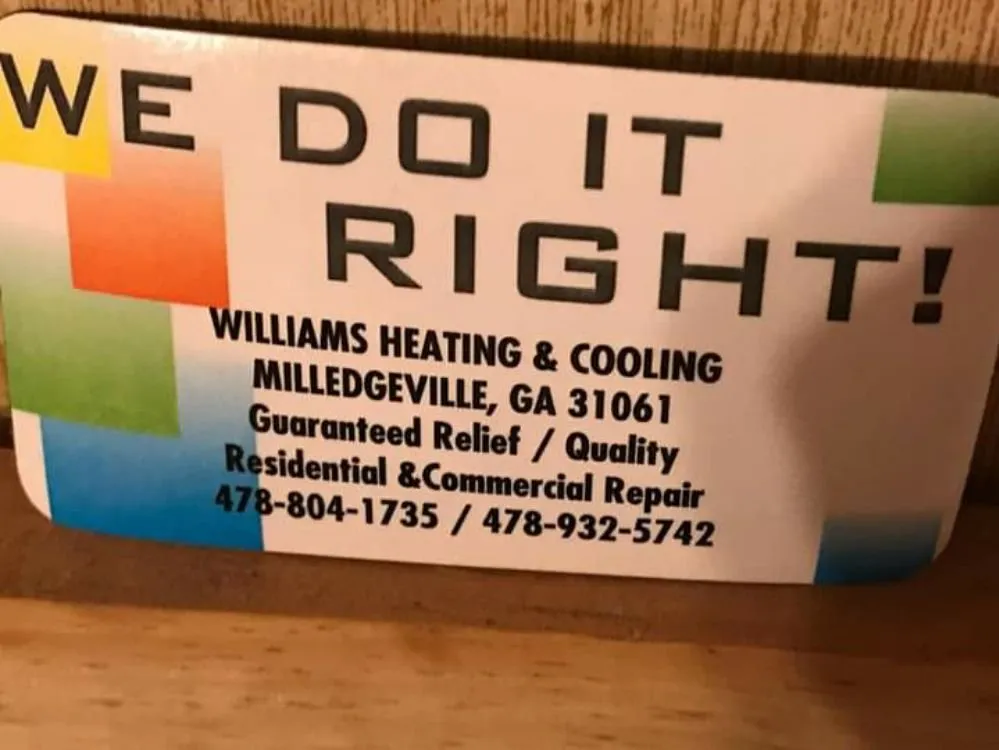 WE DO IT
RIGHT!
WILLIAMS HEATING & COOLING
MILLEDGEVILLE, GA 31061
Guaranteed Relief / Quality
Residential &Commercial Repair
478-804-1735 / 478-932-5742